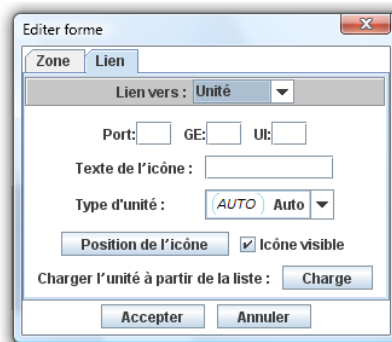 Editer forme
Zone Lien
Lien vers : Unité
Port: GE: UI:
Texte de l'icône :
Type d'unité : (AUTO) Auto
Position de l'icône Icône visible
Charger l'unité à partir de la liste : Charge
Accepter Annuler